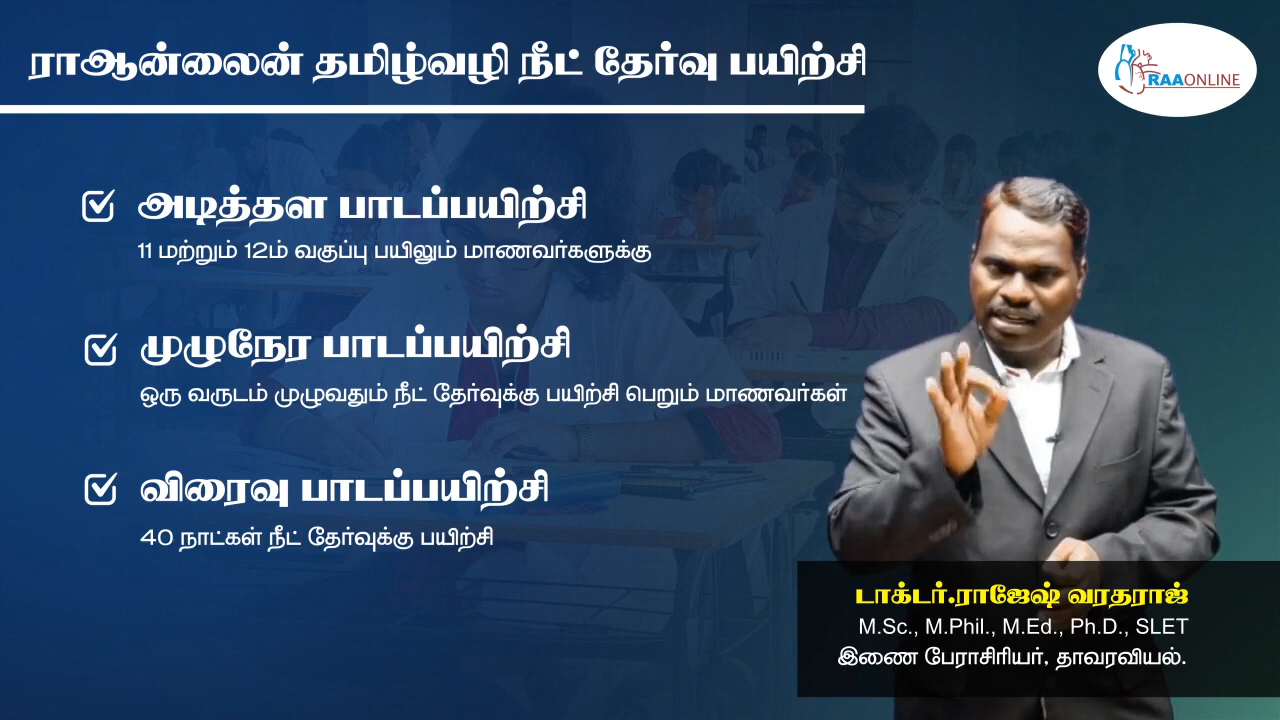 ராஆன்லைன் தமிழ்வழி நீட் தேர்வு பயிற்சி
RAAONLINE
அடித்தள பாடப்பயிற்சி
11 மற்றும் 12ம் வகுப்பு பயிலும் மாணவர்களுக்கு
முழுநேர பாடப்பயிற்சி
ஒரு வருடம் முழுவதும் நீட் தேர்வுக்கு பயிற்சி பெறும் மாணவர்கள்
விரைவு பாடப்பயிற்சி
40 நாட்கள் நீட் தேர்வுக்கு பயிற்சி
டாக்டர்.ராஜேஷ் வரதராஜ்
M.Sc., M.Phil., M.Ed., Ph.D., SLET
இணை பேராசிரியர், தாவரவியல்.